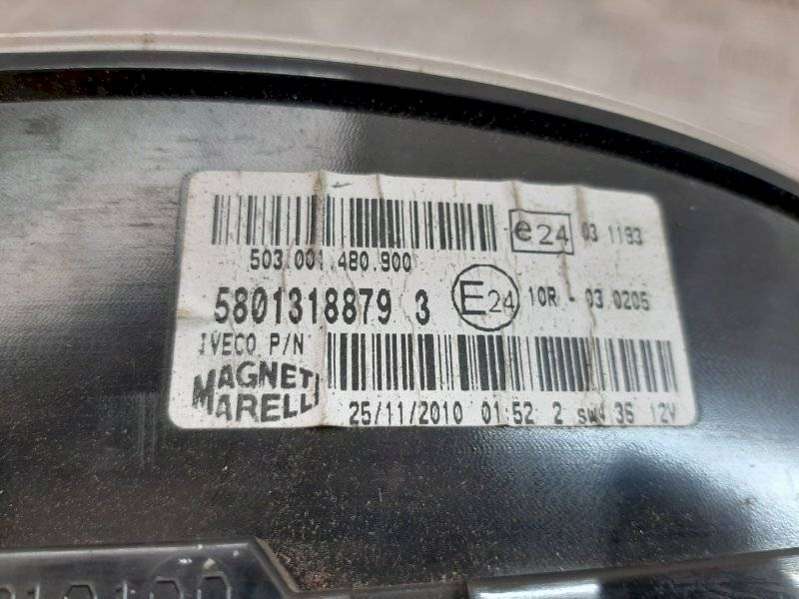 e24 03 1193
503.001.480.900
5801318879 3 E24 10R - 03.0205
IVECO P/N
MAGNETI
MARELLI
25/11/2010 01:52 2 sw4.36 12V